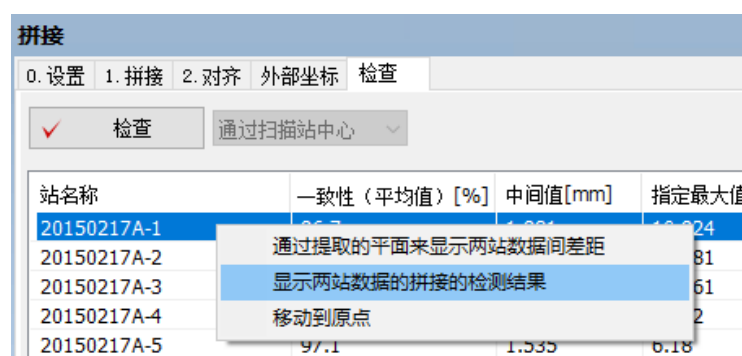 拼接
0. 设置 1. 拼接 2. 对齐 外部坐标 检查
检查 通过扫描站中心
站名称 一致性（平均值）[%] 中间值[mm] 指定最大值
20150217A-1
通过提取的平面来显示两站数据间差距
20150217A-2 81
20150217A-3 显示两站数据的拼接的检测结果 61
20150217A-4 移动到原点 2
20150217A-5 97.1 1.535 6.18